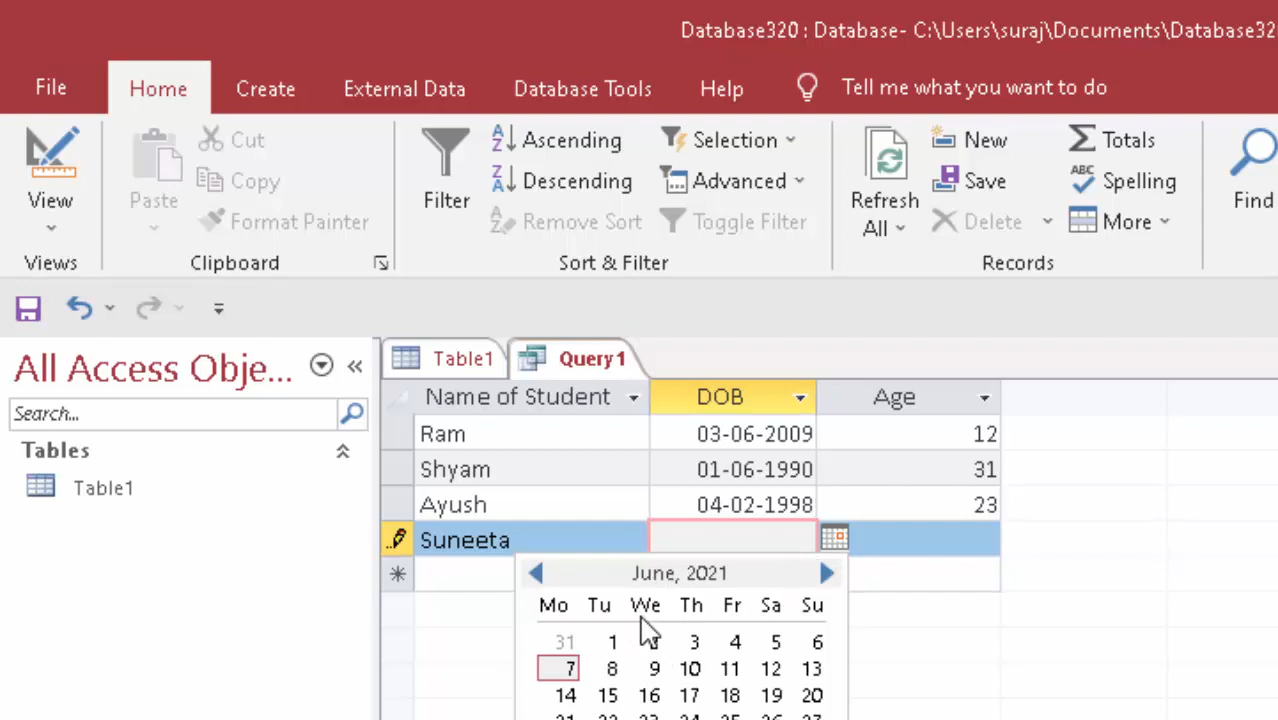 Database320 : Database- C:\Users\suraj\Documents\Database320
File Home Create External Data Database Tools Help Tell me what you want to do
View
Views
Paste
Cut
Copy
Format Painter
Clipboard
Filter
Ascending
Descending
Remove Sort
Selection
Advanced
Toggle Filter
Sort & Filter
Refresh
All
New
Save
Delete
Totals
Spelling
More
Records
Find
All Access Obje...
Search...
Tables
Table1
Table1 Query1
Name of Student DOB Age
Ram 03-06-2009 12
Shyam 01-06-1990 31
Ayush 04-02-1998 23
Suneeta
June, 2021
Mo Tu We Th Fr Sa Su
31 1 2 3 4 5 6
7 8 9 10 11 12 13
14 15 16 17 18 19 20